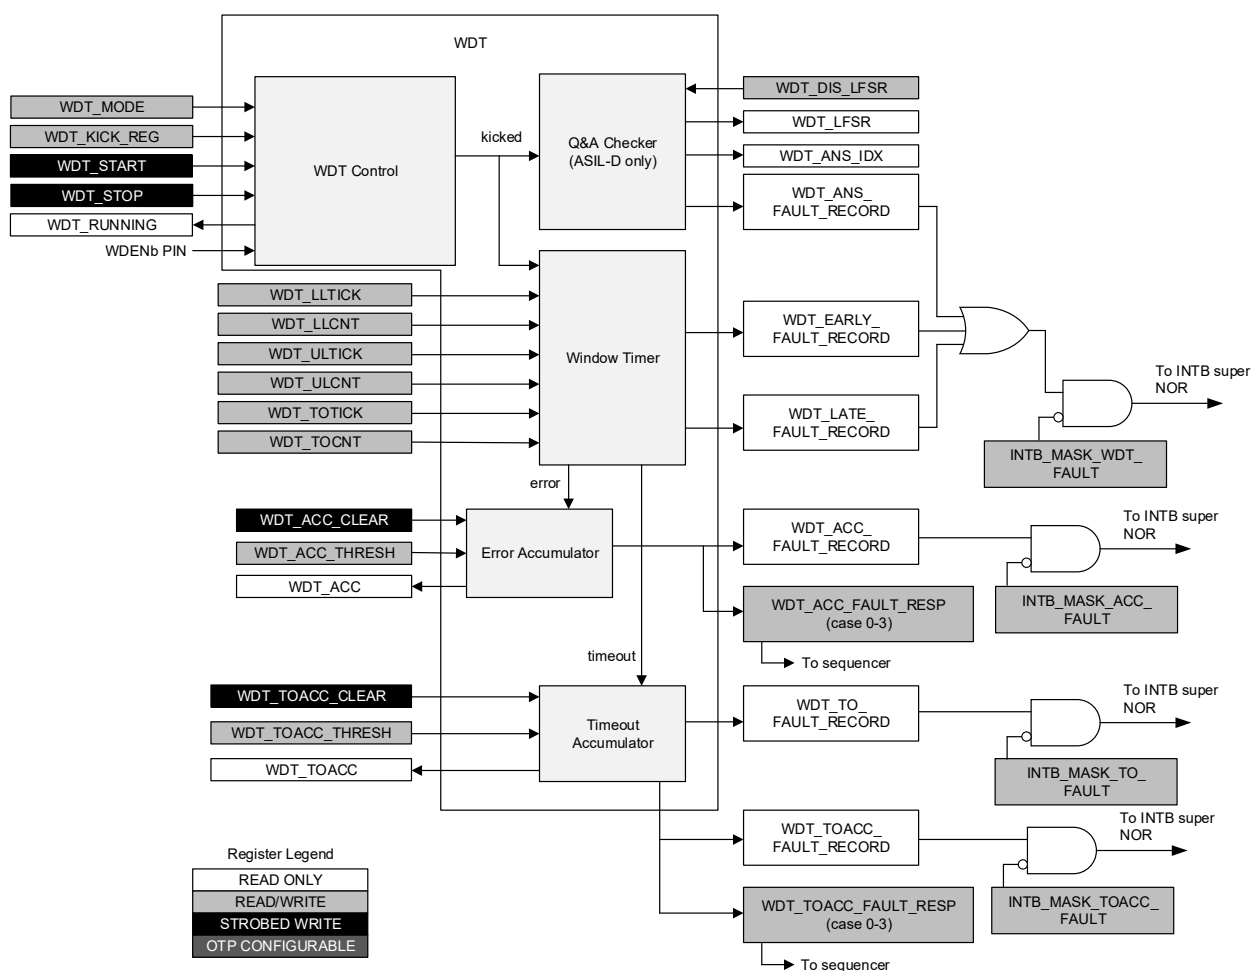 WDT
WDT_MODE
WDT_KICK_REG
WDT_START
WDT_STOP
WDT_RUNNING
WDENb PIN
WDT Control
kicked
Q&A Checker
(ASIL-D only)
WDT_DIS_LFSR
WDT_LFSR
WDT_ANS_IDX
WDT_ANS_
FAULT_RECORD
WDT_LLTICK
WDT_LLCNT
WDT_ULTICK
WDT_ULCNT
WDT_TOTICK
WDT_TOCNT
Window Timer
WDT_EARLY_
FAULT_RECORD
WDT_LATE_
FAULT_RECORD
To INTB super
NOR
INTB_MASK_WDT_
FAULT
error
WDT_ACC_CLEAR
WDT_ACC_THRESH
WDT_ACC
Error Accumulator
WDT_ACC_
FAULT_RECORD
To INTB super
NOR
INTB_MASK_ACC_
FAULT
WDT_ACC_FAULT_RESP
(case 0-3)
To sequencer
timeout
WDT_TOACC_CLEAR
WDT_TOACC_THRESH
WDT_TOACC
Timeout
Accumulator
WDT_TO_
FAULT_RECORD
To INTB super
NOR
INTB_MASK_TO_
FAULT
WDT_TOACC_
FAULT_RECORD
To INTB super
NOR
INTB_MASK_TOACC_
FAULT
WDT_TOACC_FAULT_RESP
(case 0-3)
To sequencer
Register Legend
READ ONLY
READ/WRITE
STROBED WRITE
OTP CONFIGURABLE